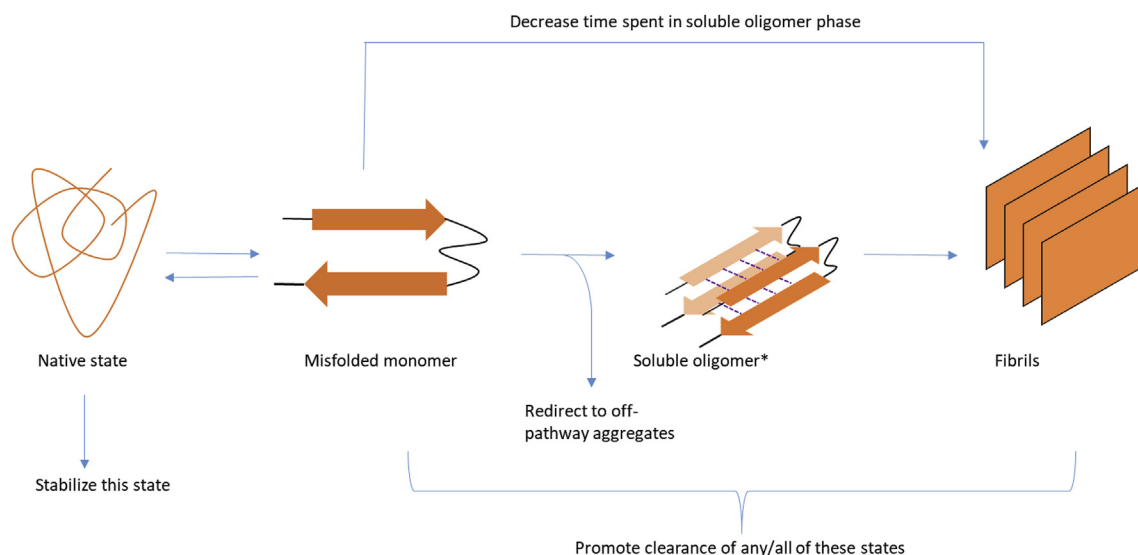 Decrease time spent in soluble oligomer phase
Native state
Misfolded monomer
Soluble oligomer*
Fibrils
Redirect to off-
pathway aggregates
Stabilize this state
Promote clearance of any/all of these states